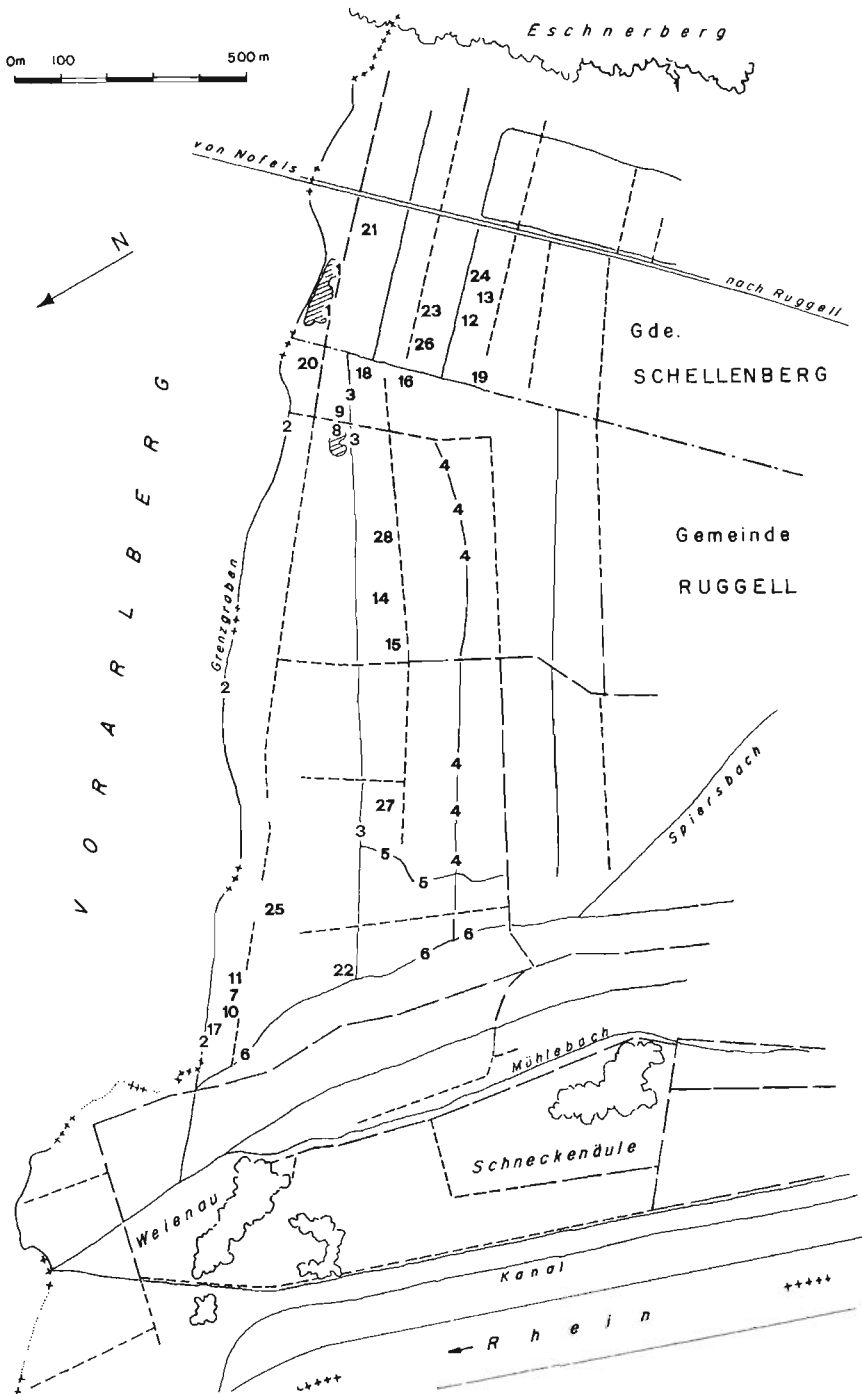 Eschnerberg
0m 100 500 m
von Nofels
N
21
nach Ruggell
1
24
13
23
12
1
26
Gde.
SCHELLENBERG
20
18
16
19
3
9
2
8
3
4
VORARLBERG
4
28
4
Gemeinde
RUGGELL
14
Grenzgraben
15
2
4
27
4
Spiersbach
3
5
4
5
25
6
6
22
11
7
10
17
2
6
Mühlebach
Schneckenäule
Weienau
Kanal
Rhein